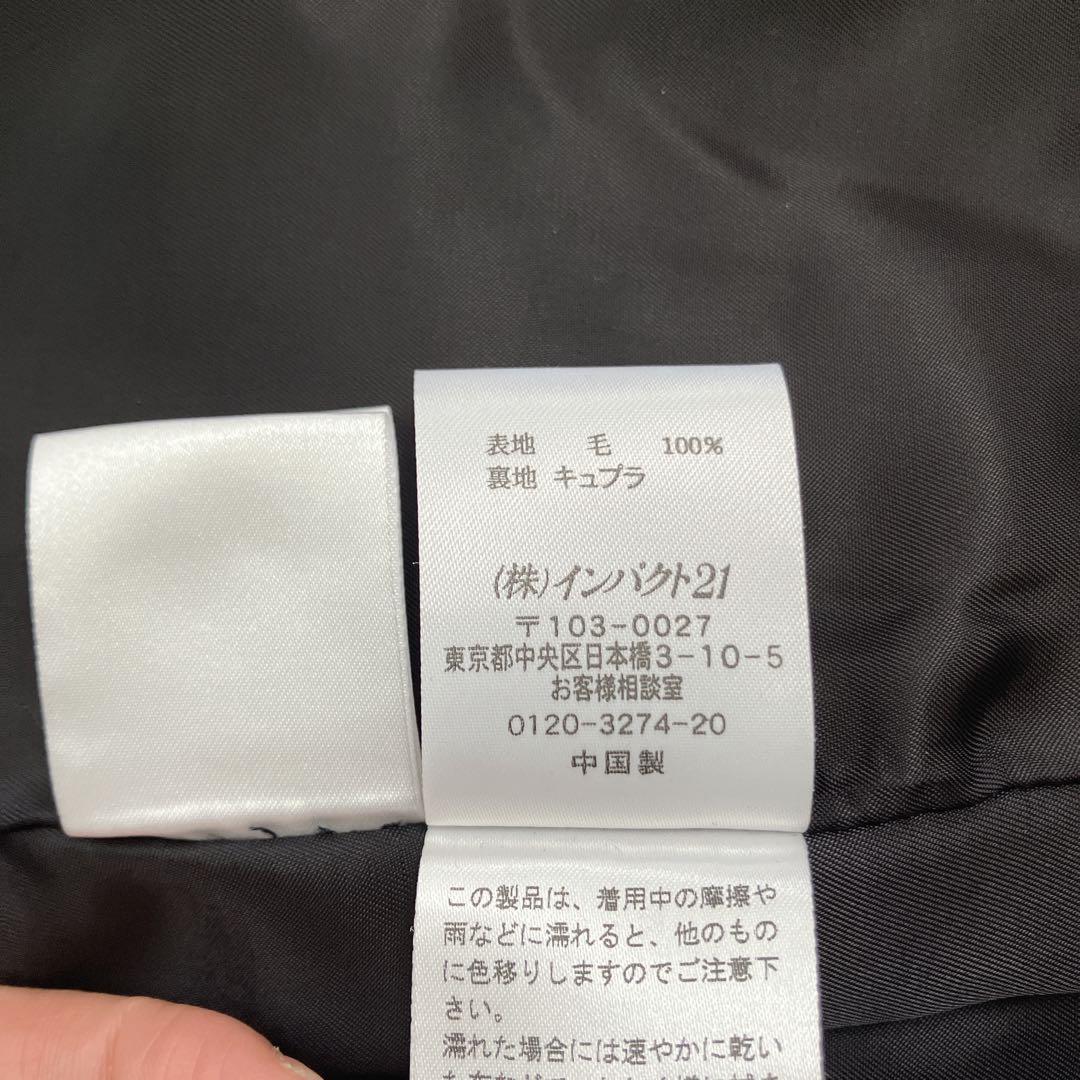 表地 毛 100%
裏地 キュプラ
(株)インパクト21
〒103-0027
東京都中央区日本橋3-10-5
お客様相談室
0120-3274-20
中国製
この製品は、着用中の摩擦や
雨などに濡れると、他のもの
に色移りしますのでご注意下
さい。
濡れた場合には速やかに乾い